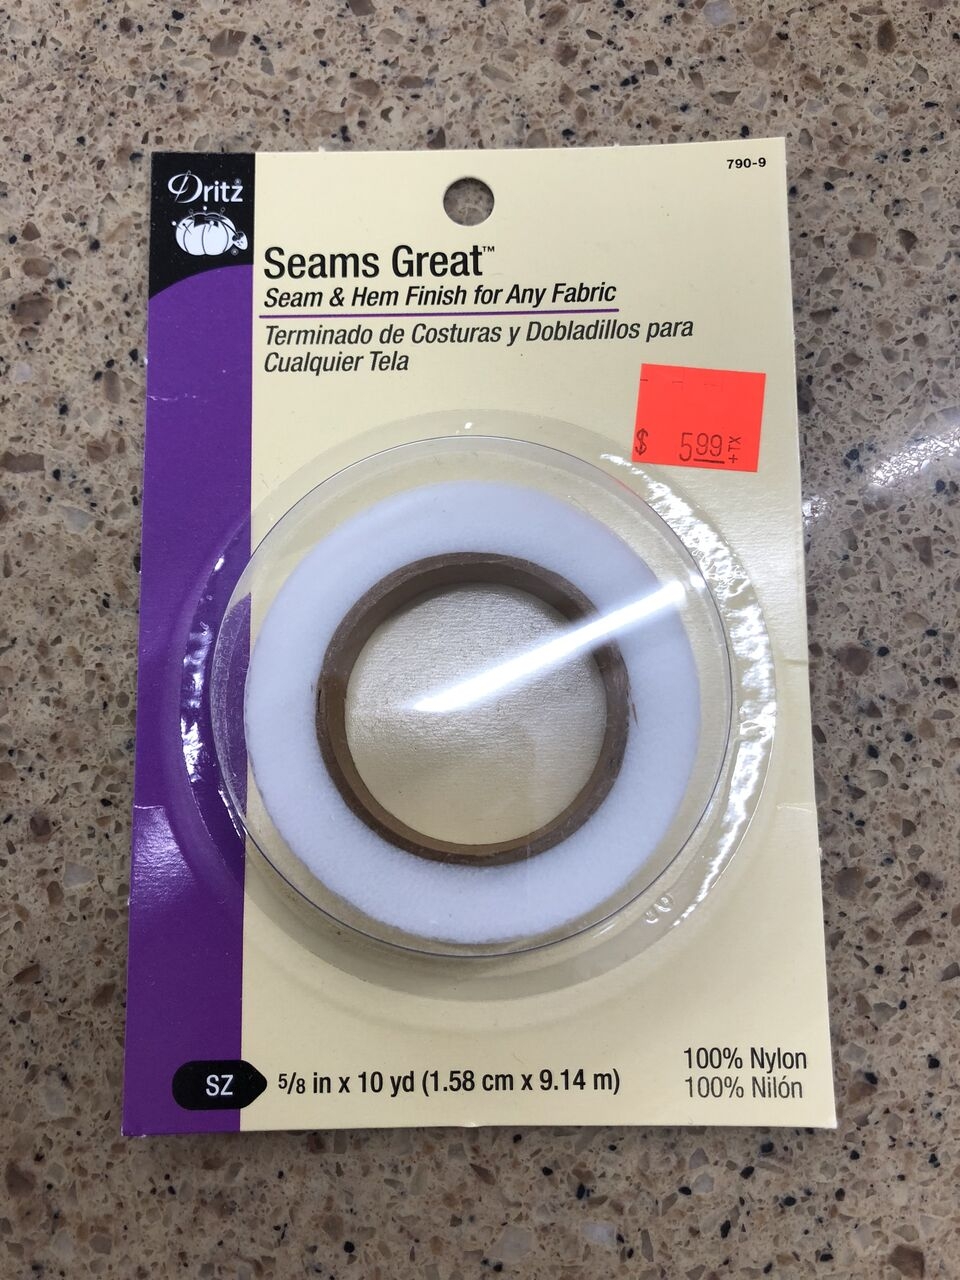 790-9
Dritz
Seams Great™
Seam & Hem Finish for Any Fabric
Terminado de Costuras y Dobladillos para
Cualquier Tela
$ 5.99 + TX
SZ
5/8 in x 10 yd (1.58 cm x 9.14 m)
100% Nylon
100% Nilón